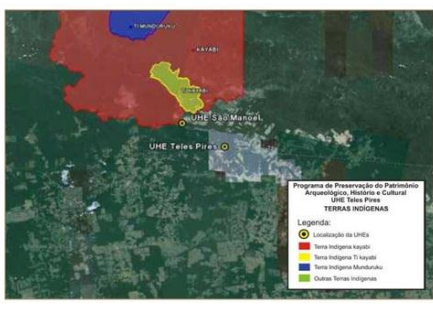 TI MUNDURUKU
KAYABI
TI KAYABI
UHE São Manoel
UHE Teles Pires
Programa de Preservação do Patrimônio
Arqueológico, Histório e Cultural
UHE Teles Pires
TERRAS INDÍGENAS
Legenda:
Localização da UHEs
Terra Indígena kayabi
Terra Indígena Ti kayabi
Terra Indígena Munduruku
Outras Terras Indígenas